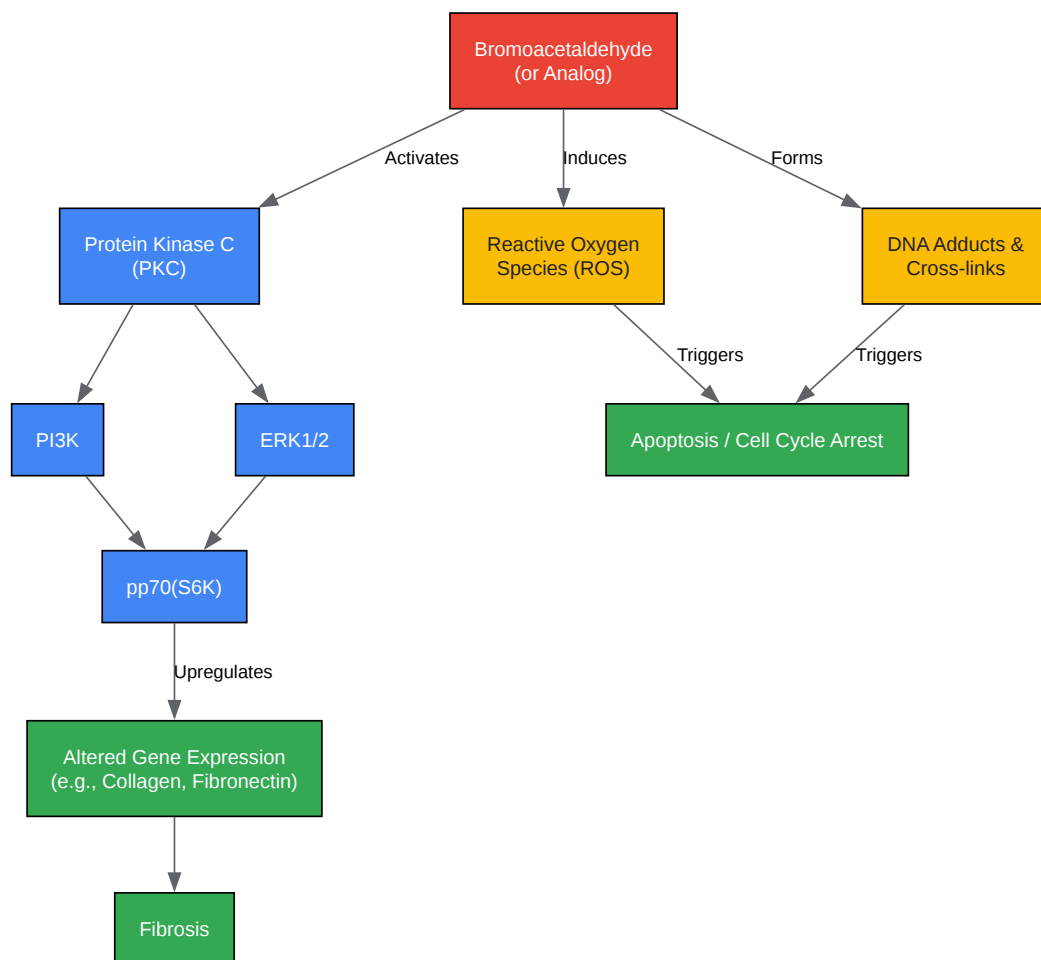 Bromoacetaldehyde
(or Analog)
Activates
Induces
Forms
Protein Kinase C
(PKC)
Reactive Oxygen
Species (ROS)
DNA Adducts &
Cross-links
Triggers
Triggers
PI3K
ERK1/2
Apoptosis / Cell Cycle Arrest
pp70(S6K)
Upregulates
Altered Gene Expression
(e.g., Collagen, Fibronectin)
Fibrosis